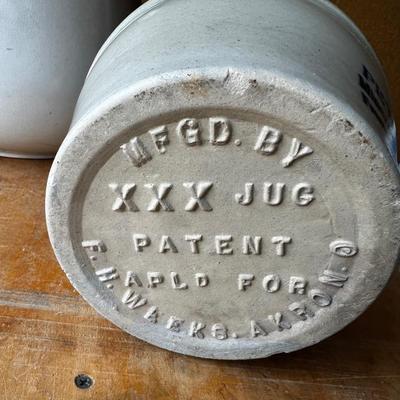 MFGD. BY
XXX JUG
PATENT
APLD FOR
F. H. WEEKS. AKRON. O